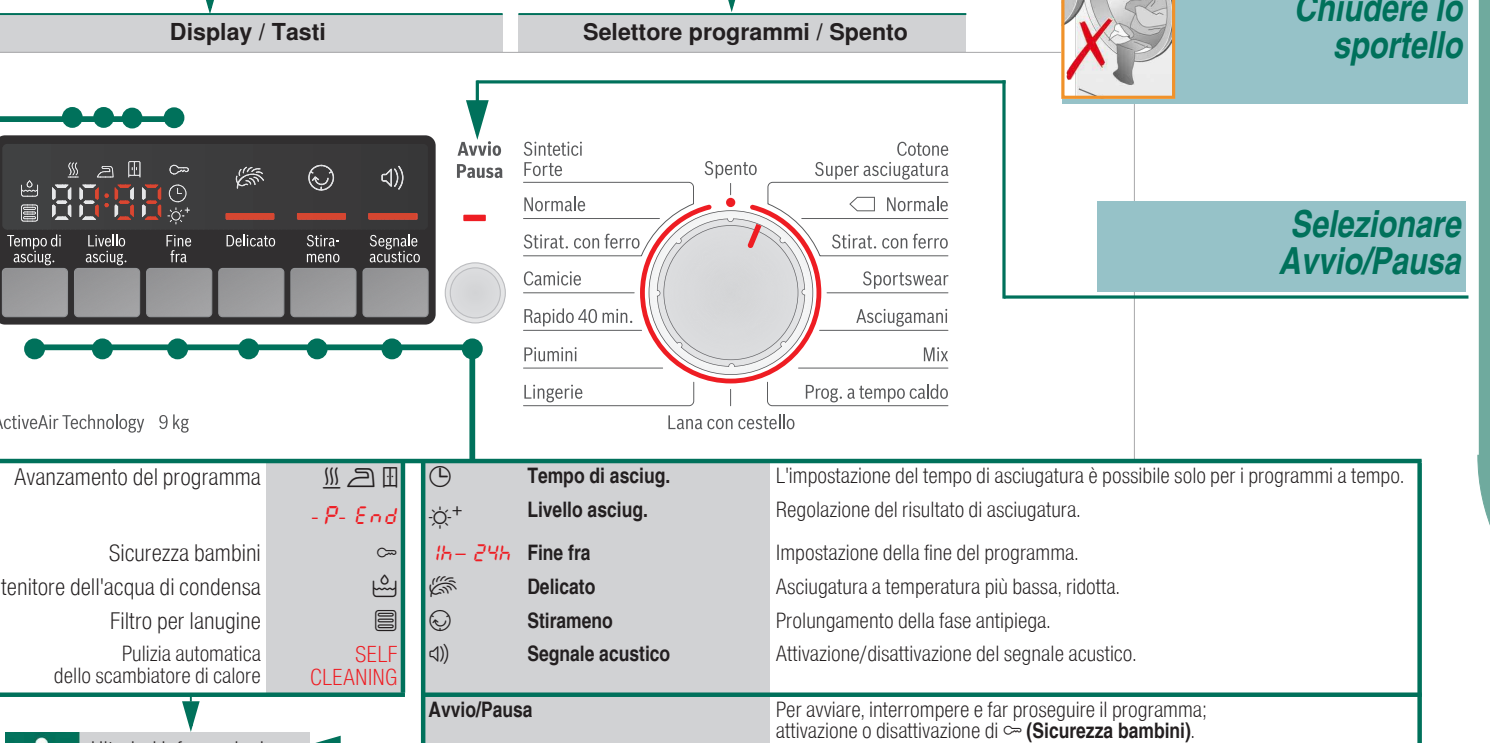 Display / Tasti
Selettore programmi / Spento
Chiudere lo
sportello
Avvio
Pausa
Sintetici
Forte
Normale
Stirat. con ferro
Camicie
Rapido 40 min.
Piumini
Lingerie
Spento
Cotone
Super asciugatura
Normale
Stirat. con ferro
Sportswear
Asciugamani
Mix
Prog. a tempo caldo
Lana con cestello
Selezionare
Avvio/Pausa
88:88
Tempo di
asciug.
Livello
asciug.
Fine
fra
Delicato
Stira-
meno
Segnale
acustico
ActiveAir Technology 9 kg
Avanzamento del programma
-P- End
Sicurezza bambini
tenitore dell'acqua di condensa
Filtro per lanugine
Pulizia automatica
dello scambiatore di calore
SELF
CLEANING
Tempo di asciug. L'impostazione del tempo di asciugatura è possibile solo per i programmi a tempo.
Livello asciug. Regolazione del risultato di asciugatura.
1h – 24h Fine fra Impostazione della fine del programma.
Delicato Asciugatura a temperatura più bassa, ridotta.
Stirameno Prolungamento della fase antipiega.
Segnale acustico Attivazione/disattivazione del segnale acustico.
Avvio/Pausa Per avviare, interrompere e far proseguire il programma;
attivazione o disattivazione di (Sicurezza bambini).